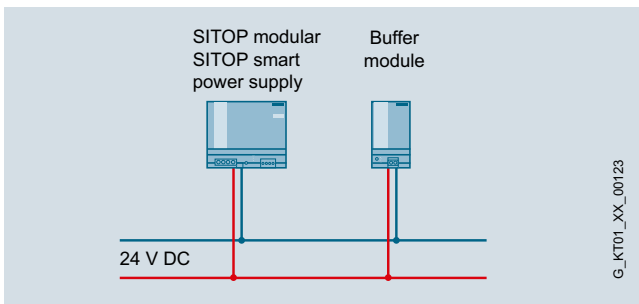 SITOP modular
SITOP smart
power supply
Buffer
module
24 V DC
G_KT01_XX_00123